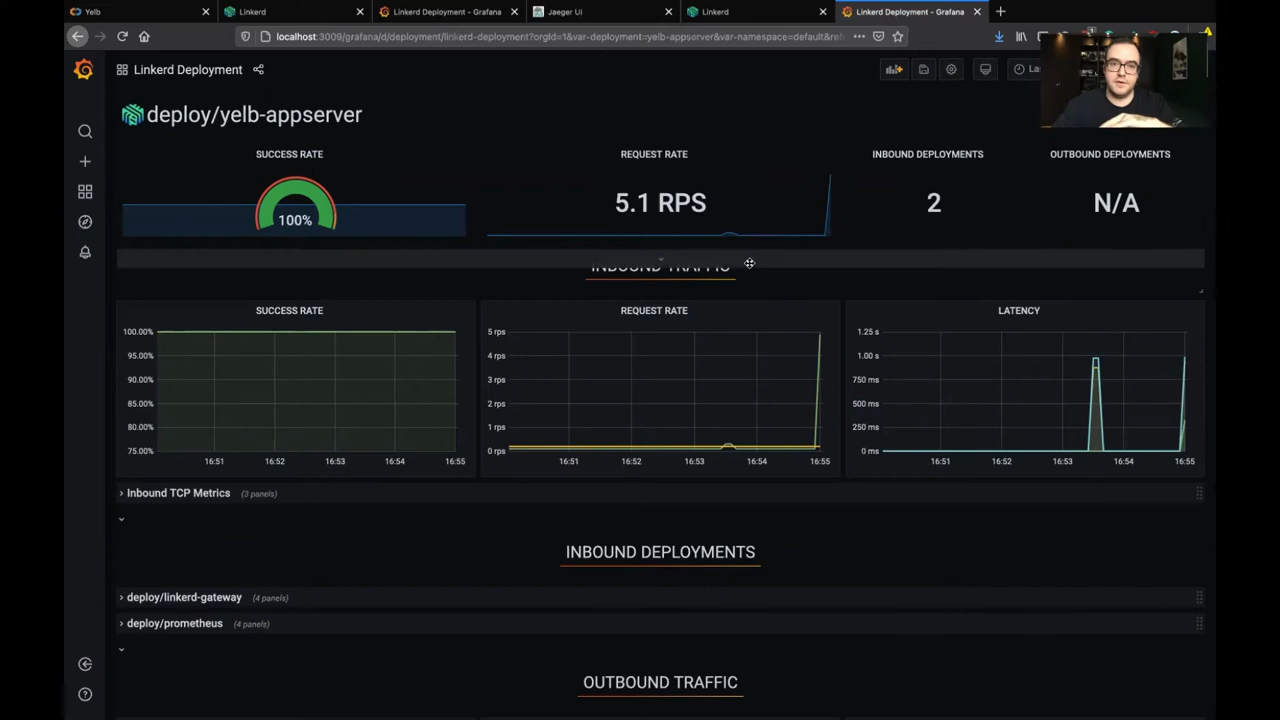 Yelb
Linkerd
Linkerd Deployment - Grafana
Jaeger UI
Linkerd
Linkerd Deployment - Grafana
localhost:3009/grafana/d/deployment/linkerd-deployment?orgId=1&var-deployment=yelb-appserver&var-namespace=default&ref
Linkerd Deployment
Las
deploy/yelb-appserver
SUCCESS RATE
REQUEST RATE
INBOUND DEPLOYMENTS
OUTBOUND DEPLOYMENTS
100%
5.1 RPS
2
N/A
INBOUND TRAFFIC
SUCCESS RATE
REQUEST RATE
LATENCY
100.00%
95.00%
90.00%
85.00%
80.00%
75.00%
16:51 16:52 16:53 16:54 16:55
5 rps
4 rps
3 rps
2 rps
1 rps
0 rps
16:51 16:52 16:53 16:54 16:55
1.25 s
1.00 s
750 ms
500 ms
250 ms
0 ms
16:51 16:52 16:53 16:54 16:55
Inbound TCP Metrics (3 panels)
INBOUND DEPLOYMENTS
deploy/linkerd-gateway (4 panels)
deploy/prometheus (4 panels)
OUTBOUND TRAFFIC